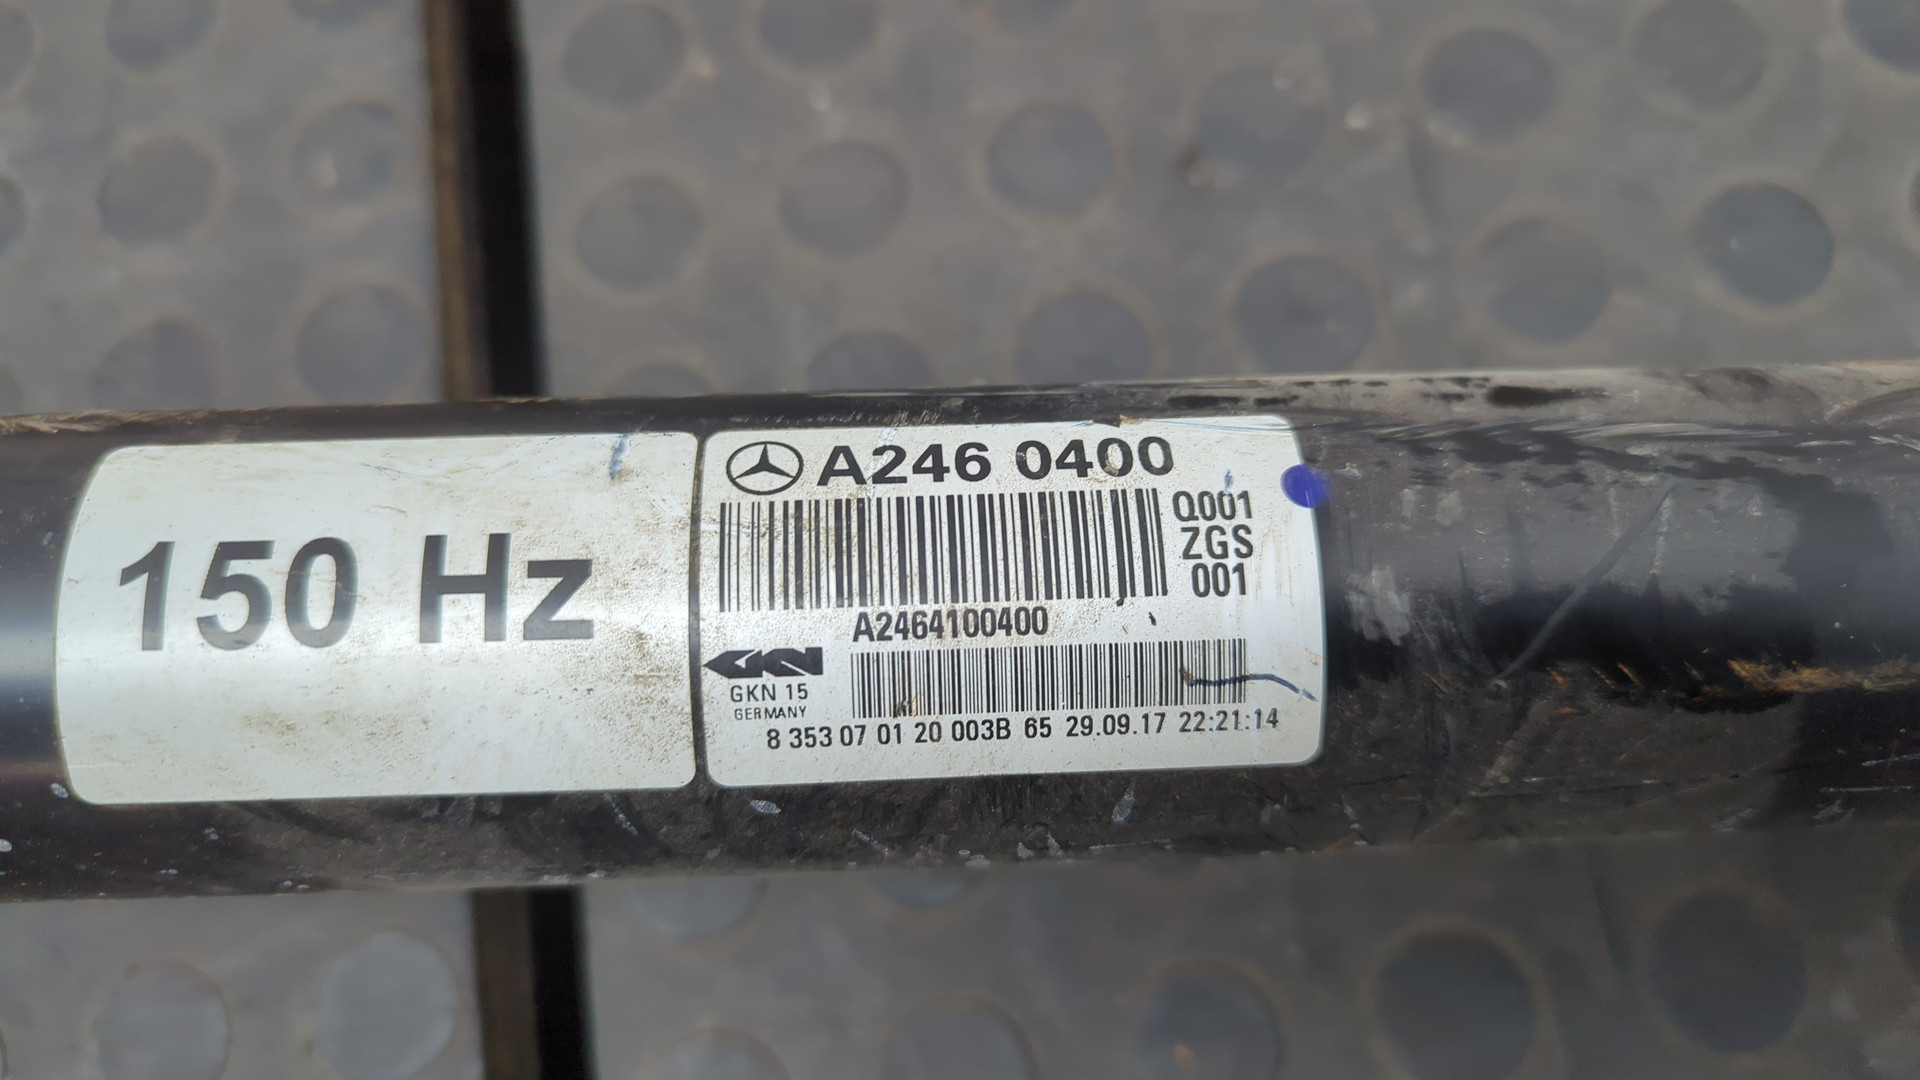 150 Hz
A246 0400
Q001
ZGS
001
A2464100400
GKN
GKN 15
GERMANY
8 353 07 01 20 003B 65 29.09.17 22:21:14